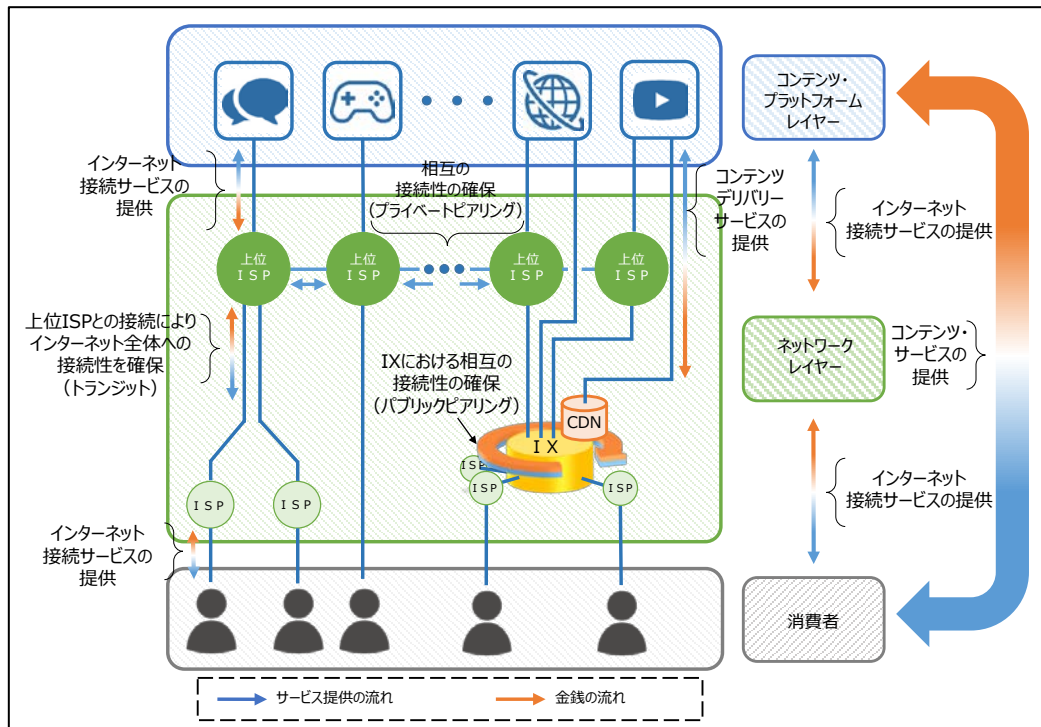 コンテンツ・
プラットフォーム
レイヤー
インターネット
接続サービスの
提供
相互の
接続性の確保
（プライベートピアリング）
コンテンツ
デリバリー
サービスの
提供
インターネット
接続サービスの提供
上位
ＩＳＰ
上位
ＩＳＰ
上位
ＩＳＰ
上位
ＩＳＰ
上位ISPとの接続により
インターネット全体への
接続性を確保
（トランジット）
IXにおける相互の
接続性の確保
（パブリックピアリング）
ネットワーク
レイヤー
コンテンツ・
サービスの
提供
CDN
ＩＸ
ＩＳＰ
ＩＳＰ
ＩＳＰ
ＩＳＰ
ＩＳＰ
インターネット
接続サービスの提供
インターネット
接続サービスの
提供
消費者
サービス提供の流れ
金銭の流れ